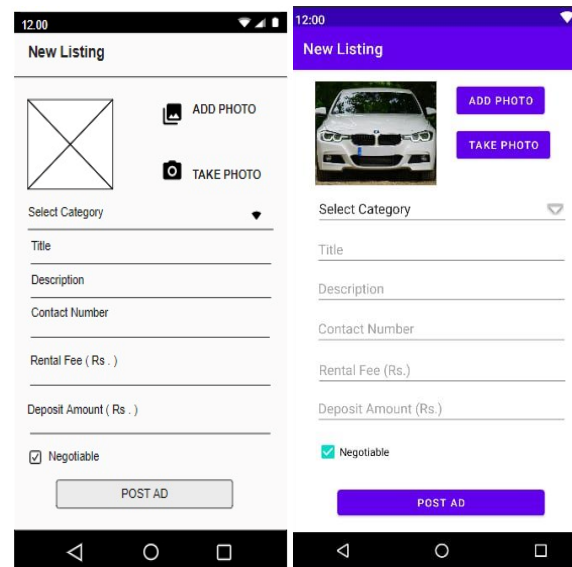 12.00
New Listing
ADD PHOTO
TAKE PHOTO
Select Category
Title
Description
Contact Number
Rental Fee ( Rs . )
Deposit Amount ( Rs . )
Negotiable
POST AD
12:00
New Listing
ADD PHOTO
TAKE PHOTO
Select Category
Title
Description
Contact Number
Rental Fee (Rs.)
Deposit Amount (Rs.)
Negotiable
POST AD